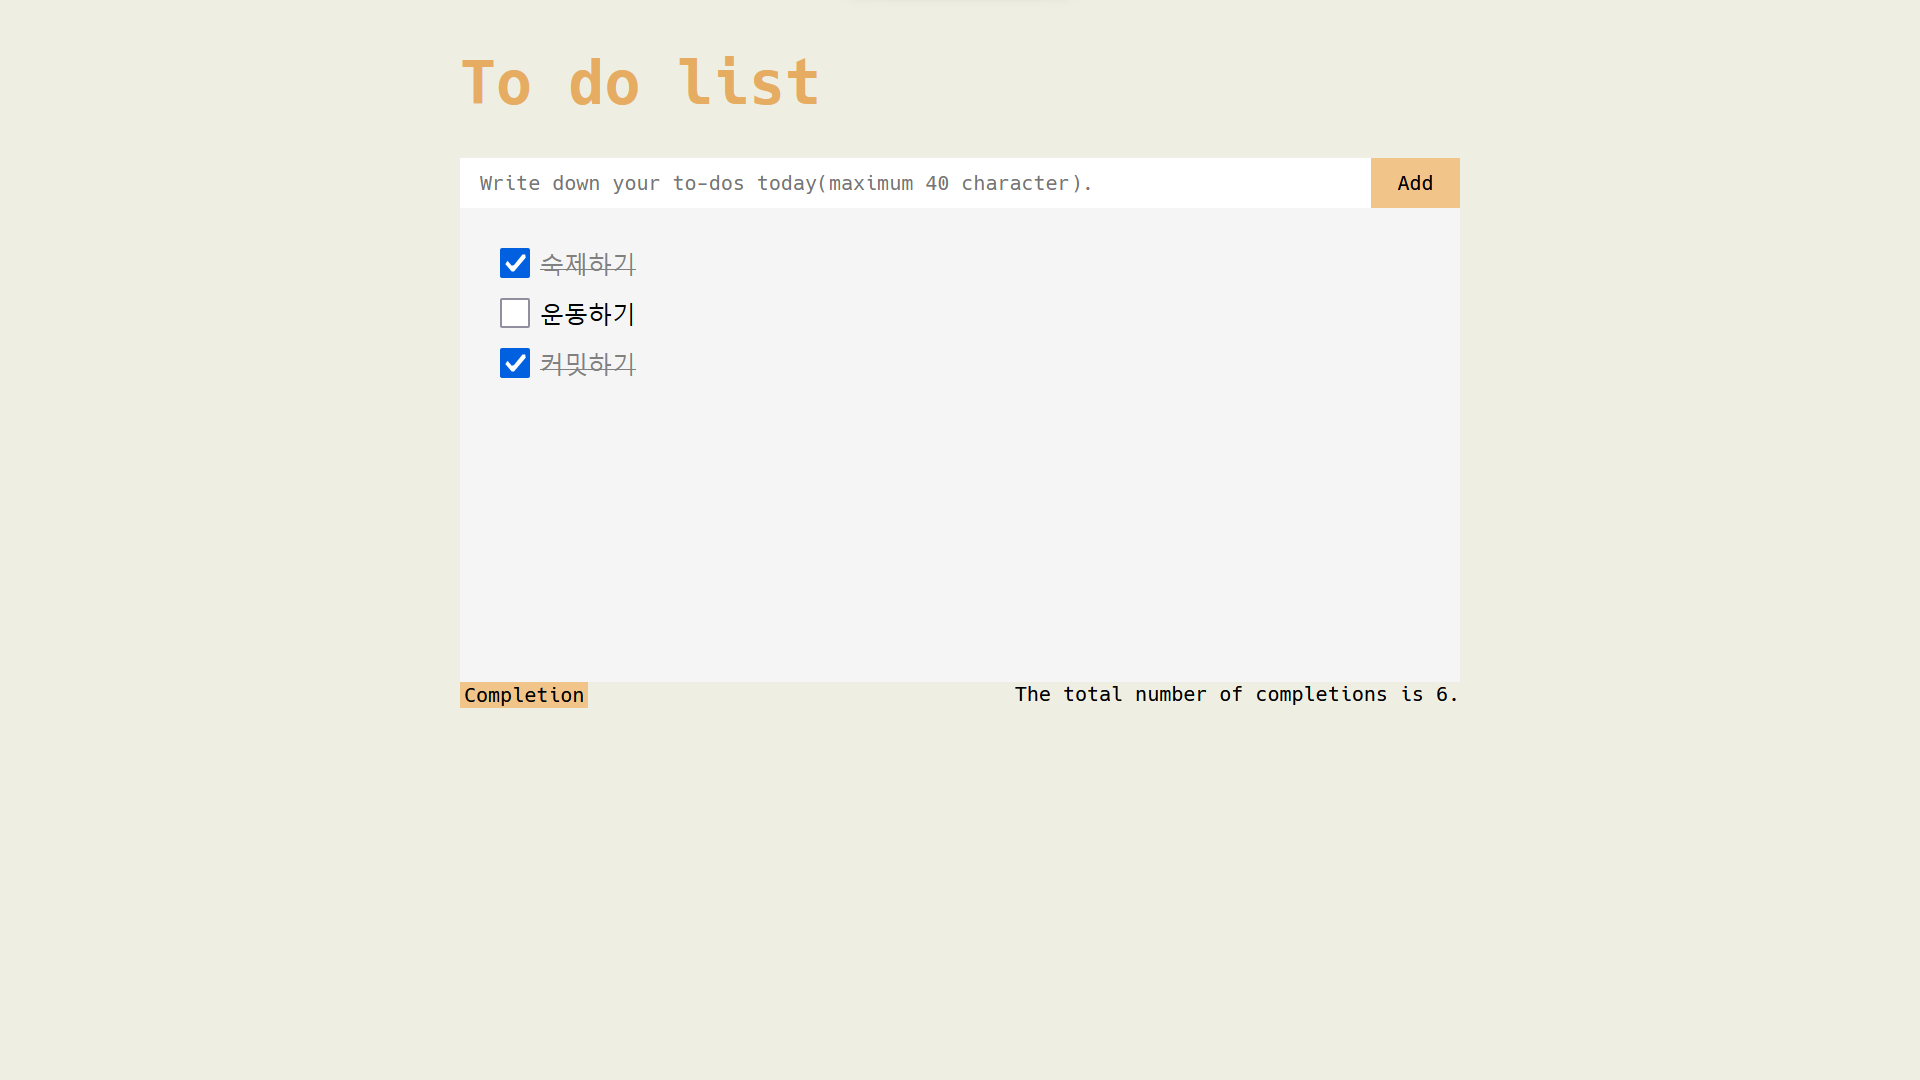 To do list
Write down your to-dos today(maximum 40 character).
Add
숙제하기
운동하기
커밋하기
Completion
The total number of completions is 6.